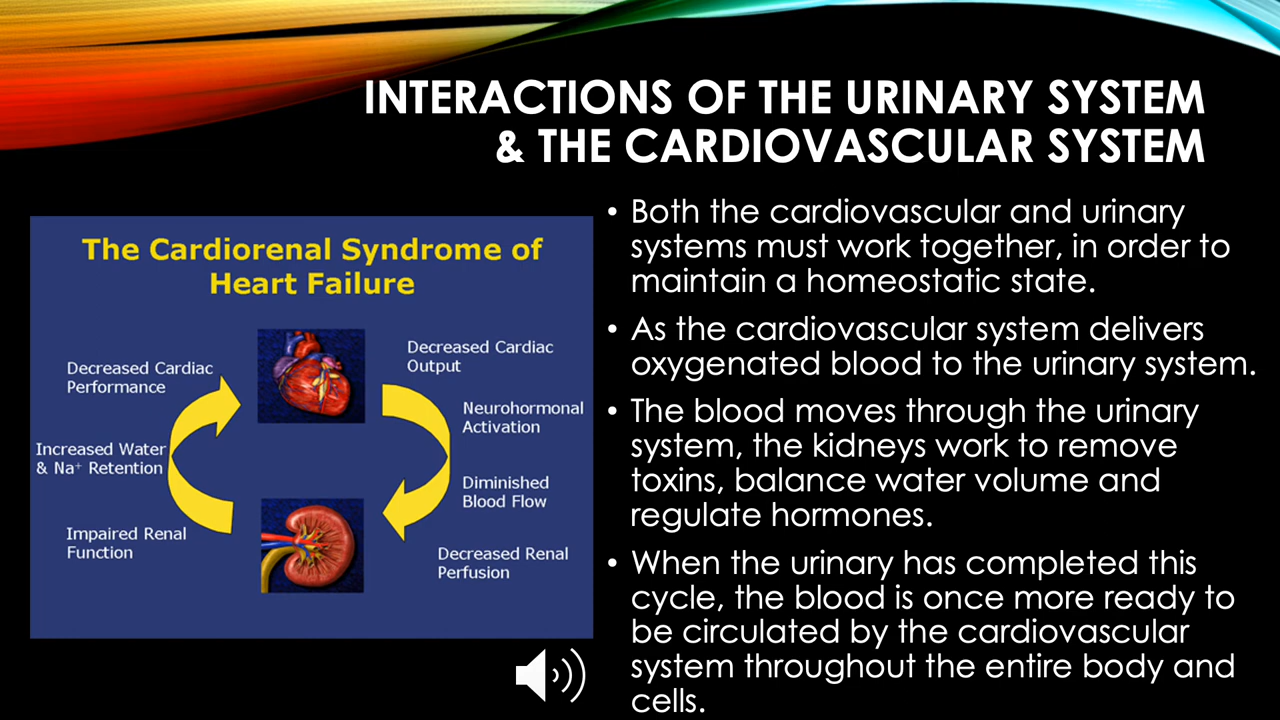 INTERACTIONS OF THE URINARY SYSTEM
& THE CARDIOVASCULAR SYSTEM
The Cardiorenal Syndrome of
Heart Failure
Decreased Cardiac
Output
Neurohormonal
Activation
Diminished
Blood Flow
Decreased Renal
Perfusion
Impaired Renal
Function
Increased Water
& Na⁺ Retention
Decreased Cardiac
Performance
• Both the cardiovascular and urinary
systems must work together, in order to
maintain a homeostatic state.
• As the cardiovascular system delivers
oxygenated blood to the urinary system.
• The blood moves through the urinary
system, the kidneys work to remove
toxins, balance water volume and
regulate hormones.
• When the urinary has completed this
cycle, the blood is once more ready to
be circulated by the cardiovascular
system throughout the entire body and
cells.